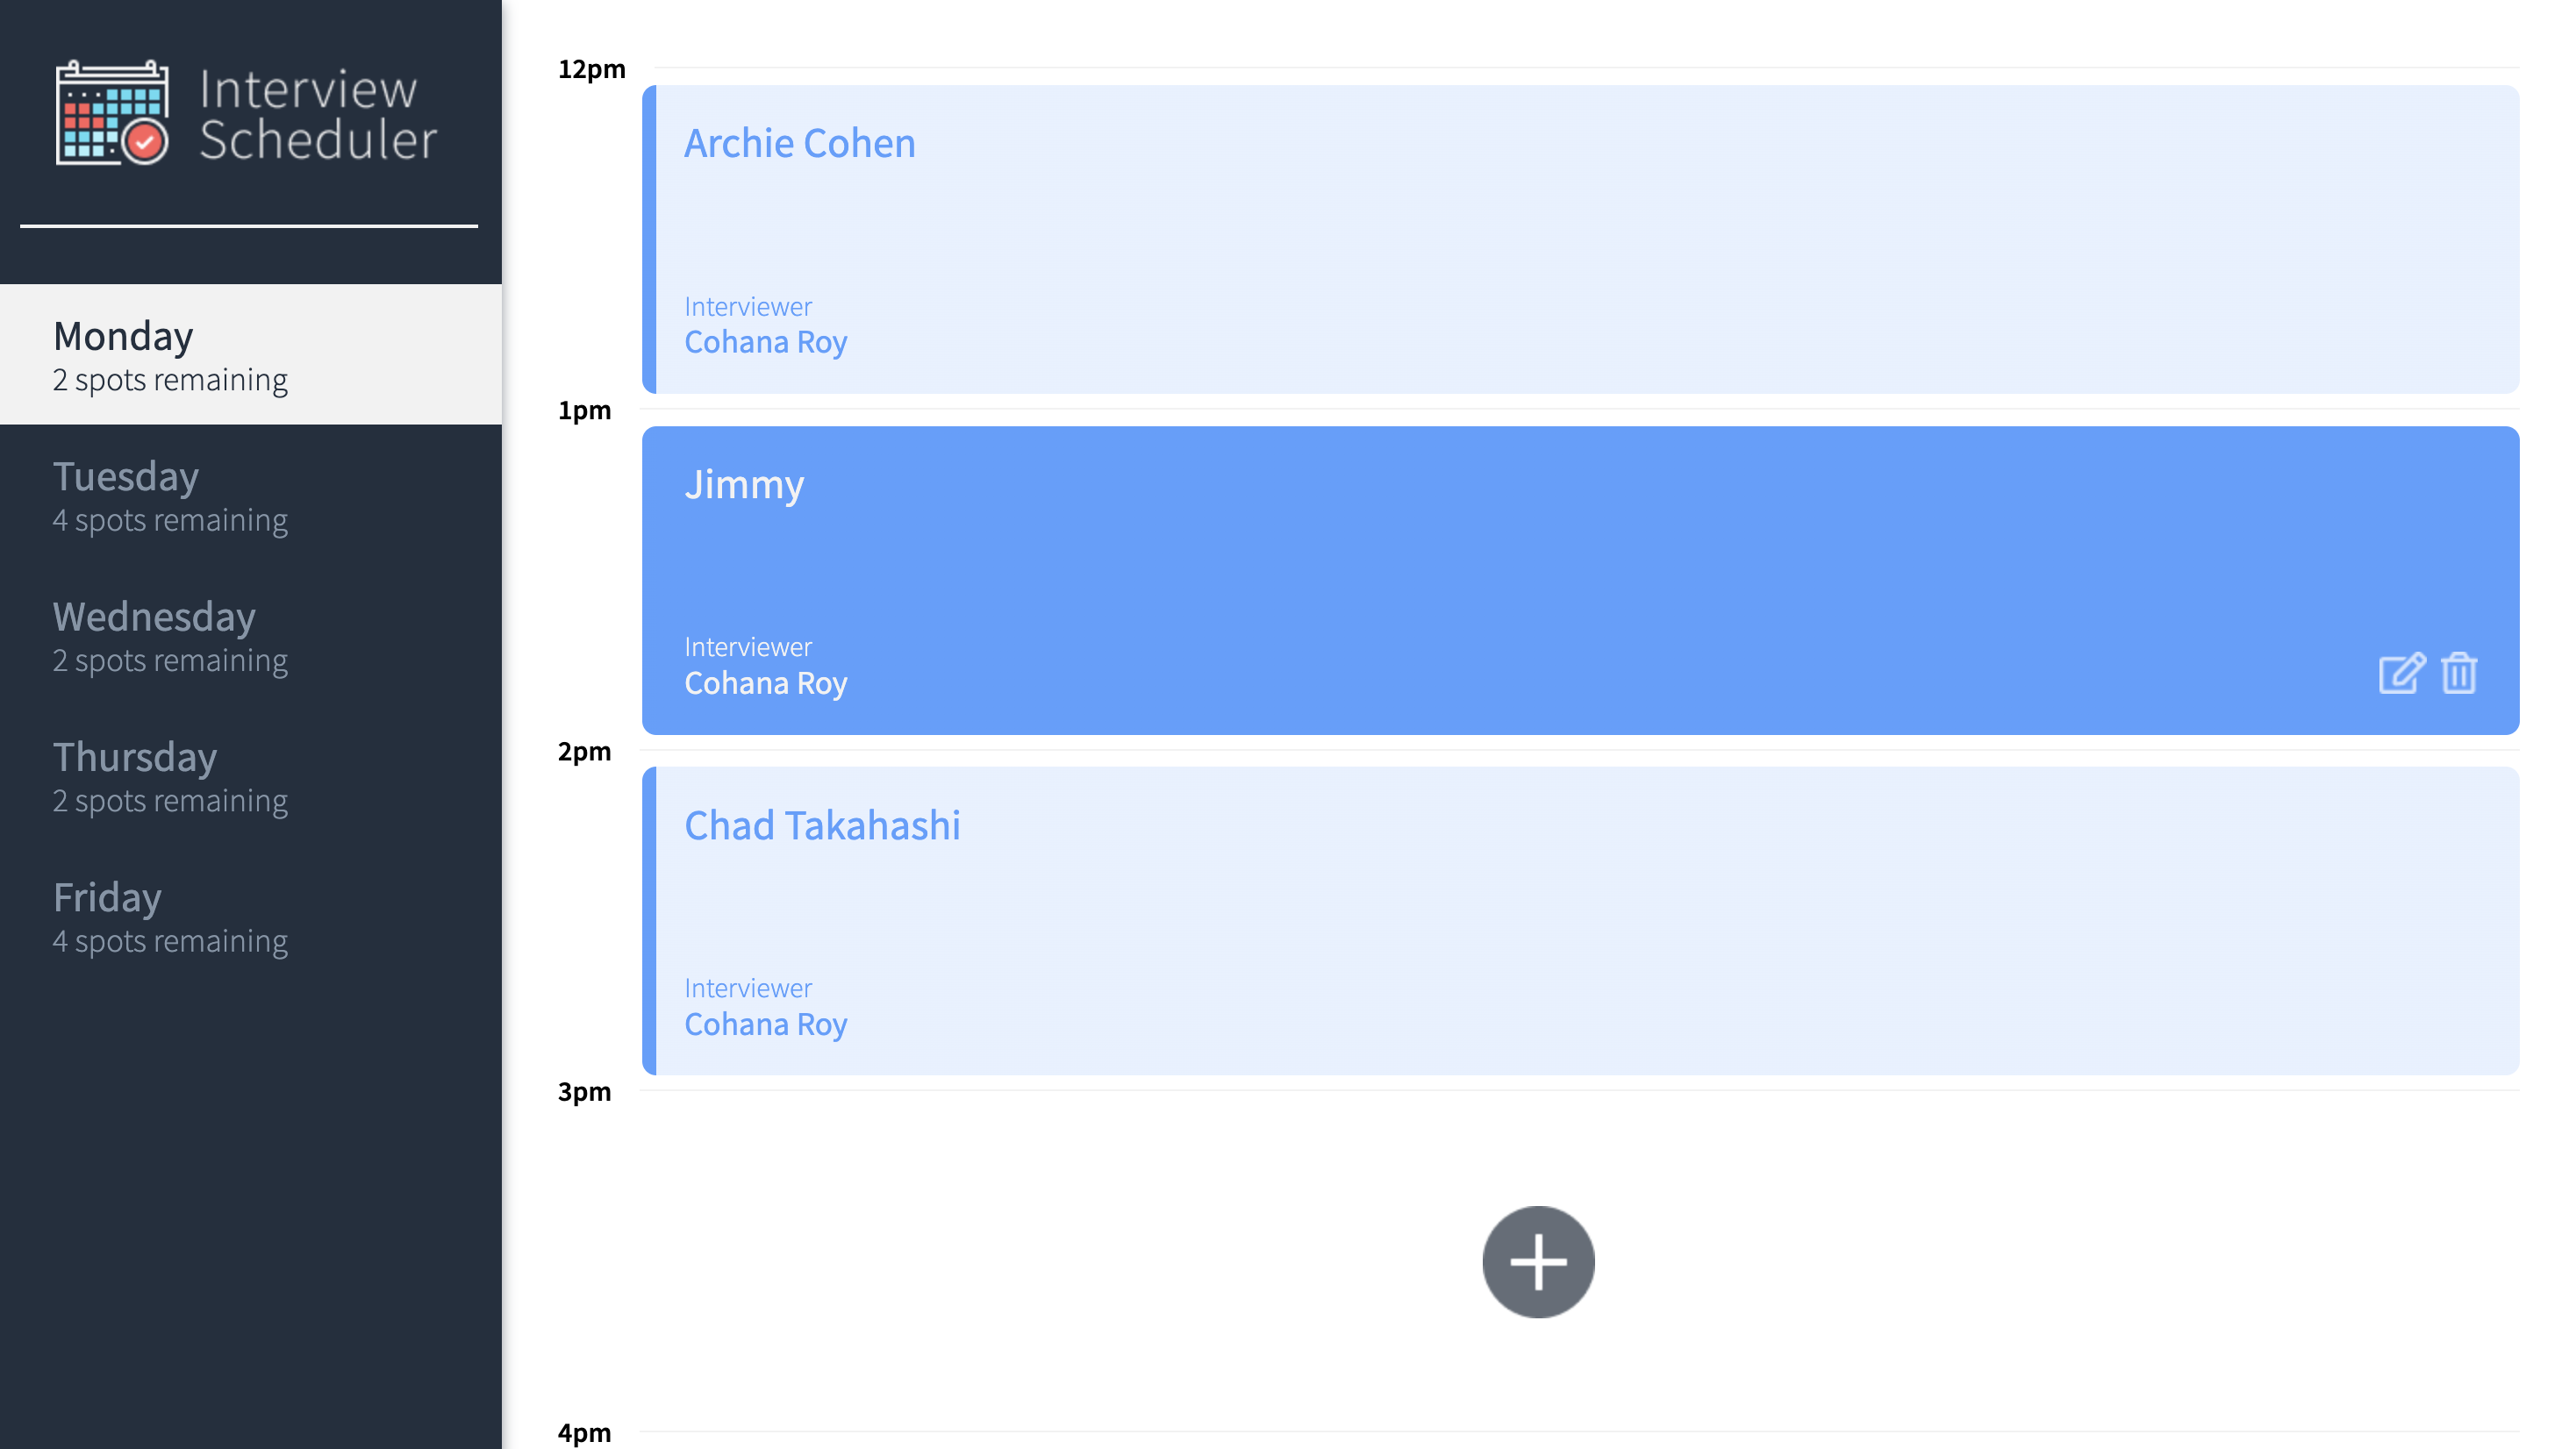 Interview
Scheduler
Monday
2 spots remaining
Tuesday
4 spots remaining
Wednesday
2 spots remaining
Thursday
2 spots remaining
Friday
4 spots remaining
12pm
Archie Cohen
Interviewer
Cohana Roy
1pm
Jimmy
Interviewer
Cohana Roy
2pm
Chad Takahashi
Interviewer
Cohana Roy
3pm
4pm